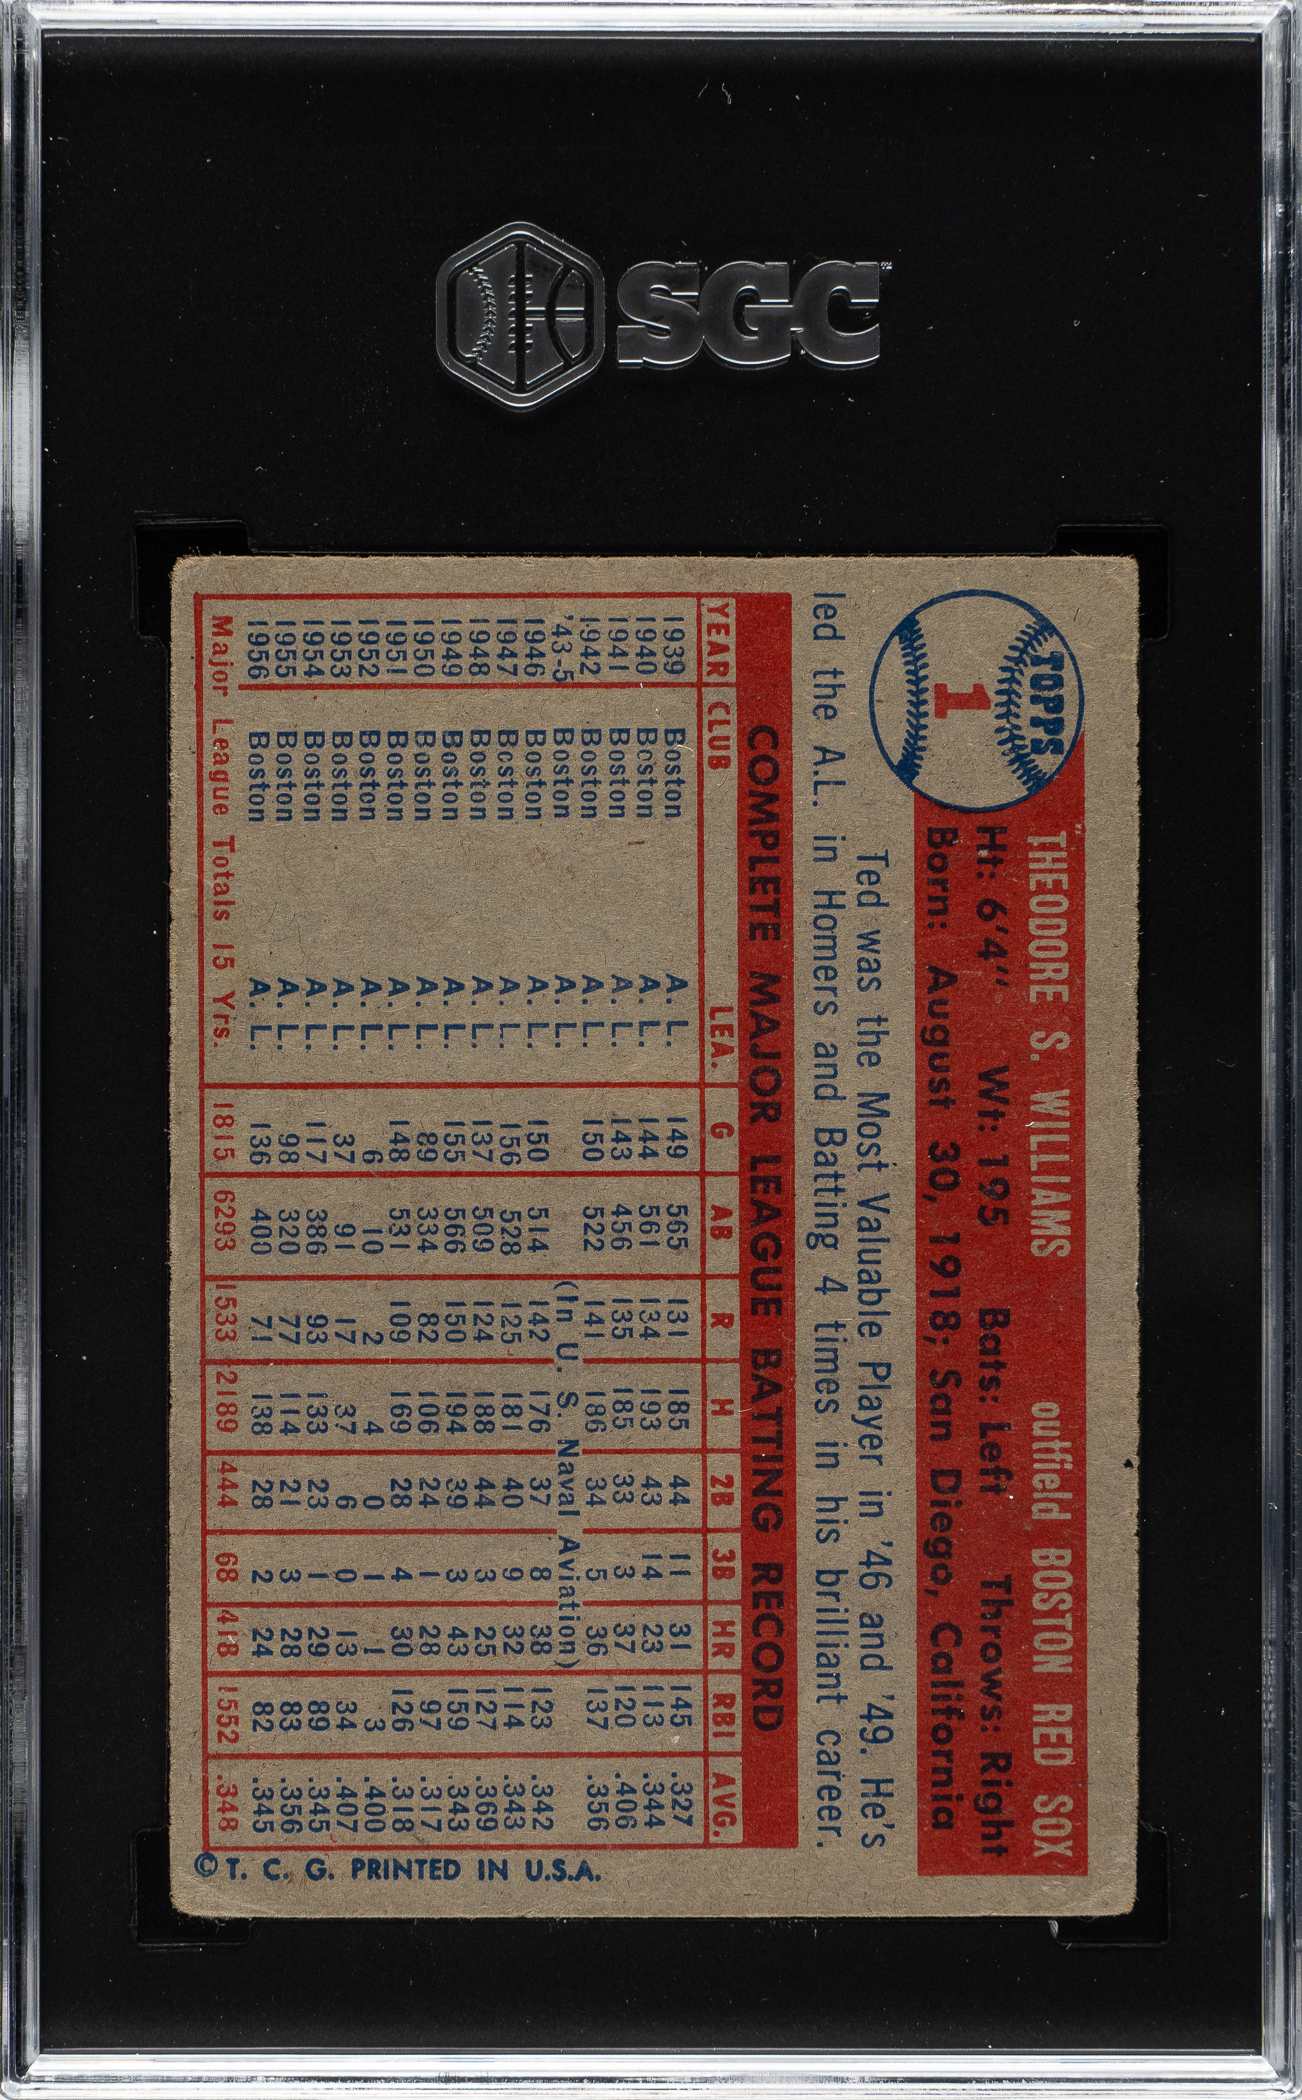 SGC
TOPPS
1
THEODORE S. WILLIAMS outfield BOSTON RED SOX
Ht: 6'4" Wt: 195 Bats: Left Throws: Right
Born: August 30, 1918; San Diego, California
Ted was the Most Valuable Player in '46 and '49. He's
led the A.L. in Homers and Batting 4 times in his brilliant career.
COMPLETE MAJOR LEAGUE BATTING RECORD
YEAR CLUB LEA. G AB R H 2B 3B HR RBI AVG.
1939 Boston A. L. 149 565 131 185 44 11 31 145 .327
1940 Boston A. L. 144 561 134 193 43 14 23 113 .344
1941 Boston A. L. 143 456 135 185 33 3 37 120 .406
1942 Boston A. L. 150 522 141 186 34 5 36 137 .356
'43-5 Boston A. L. (In U. S. Naval Aviation)
1946 Boston A. L. 150 514 142 176 37 8 38 123 .342
1947 Boston A. L. 156 528 125 181 40 9 32 114 .343
1948 Boston A. L. 137 509 124 188 44 3 25 127 .369
1949 Boston A. L. 155 566 150 194 39 3 43 159 .343
1950 Boston A. L. 89 334 82 106 24 1 28 97 .317
1951 Boston A. L. 148 531 109 169 28 4 30 126 .318
1952 Boston A. L. 6 10 2 4 0 1 1 3 .400
1953 Boston A. L. 37 91 17 37 6 0 13 34 .407
1954 Boston A. L. 117 386 93 133 23 1 29 89 .345
1955 Boston A. L. 98 320 77 114 21 3 28 83 .356
1956 Boston A. L. 136 400 71 138 28 2 24 82 .345
Major League Totals 15 Yrs. 1815 6293 1533 2189 444 68 418 1552 .348
© T. C. G. PRINTED IN U.S.A.